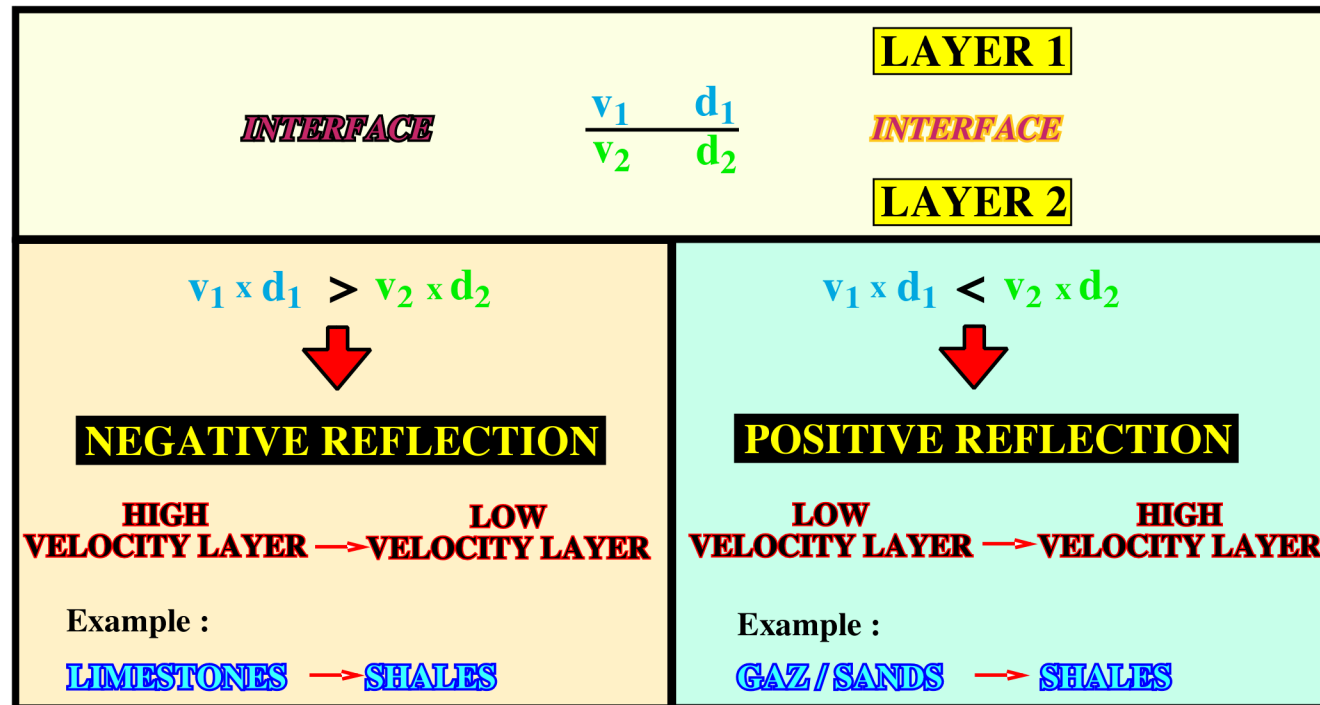 LAYER 1
INTERFACE
v₁ d₁
v₂ d₂
INTERFACE
LAYER 2
v₁ x d₁ > v₂ x d₂
NEGATIVE REFLECTION
HIGH
VELOCITY LAYER
LOW
VELOCITY LAYER
Example :
LIMESTONES
SHALES
v₁ x d₁ < v₂ x d₂
POSITIVE REFLECTION
LOW
VELOCITY LAYER
HIGH
VELOCITY LAYER
Example :
GAZ / SANDS
SHALES